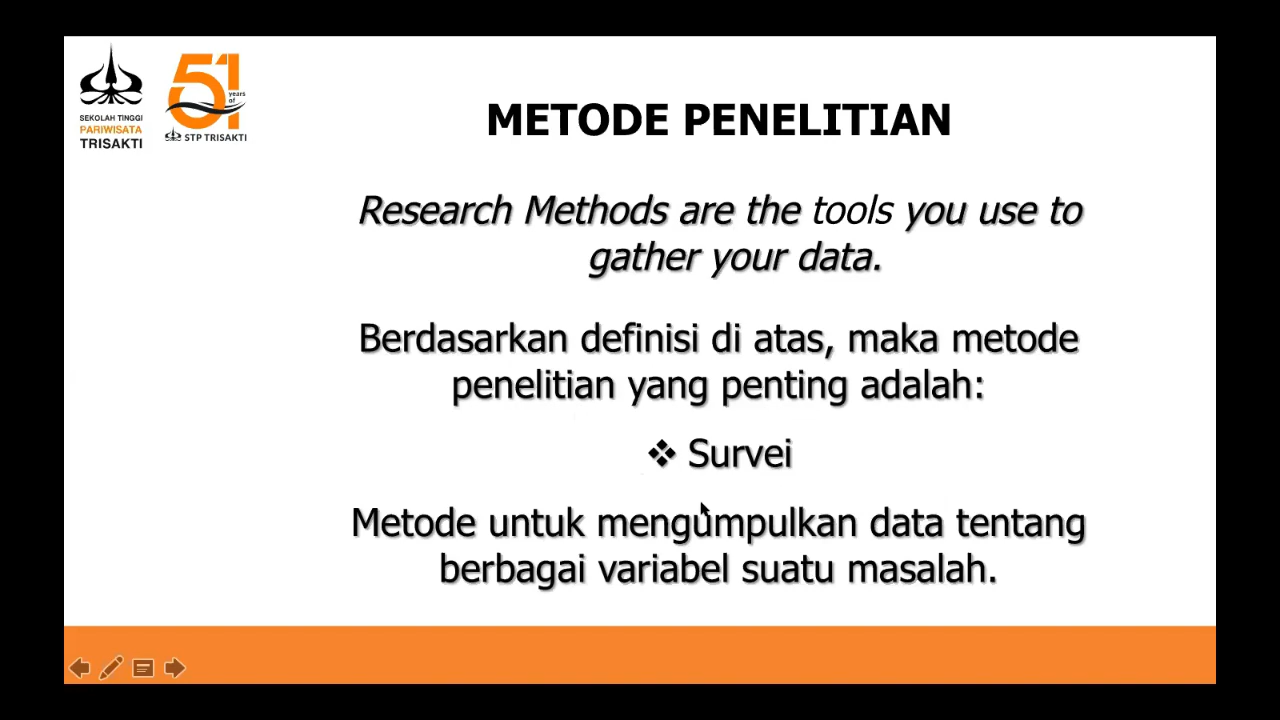 SEKOLAH TINGGI
PARIWISATA
TRISAKTI
51
years
of
STP TRISAKTI
METODE PENELITIAN
Research Methods are the tools you use to
gather your data.
Berdasarkan definisi di atas, maka metode
penelitian yang penting adalah:
❖ Survei
Metode untuk mengumpulkan data tentang
berbagai variabel suatu masalah.